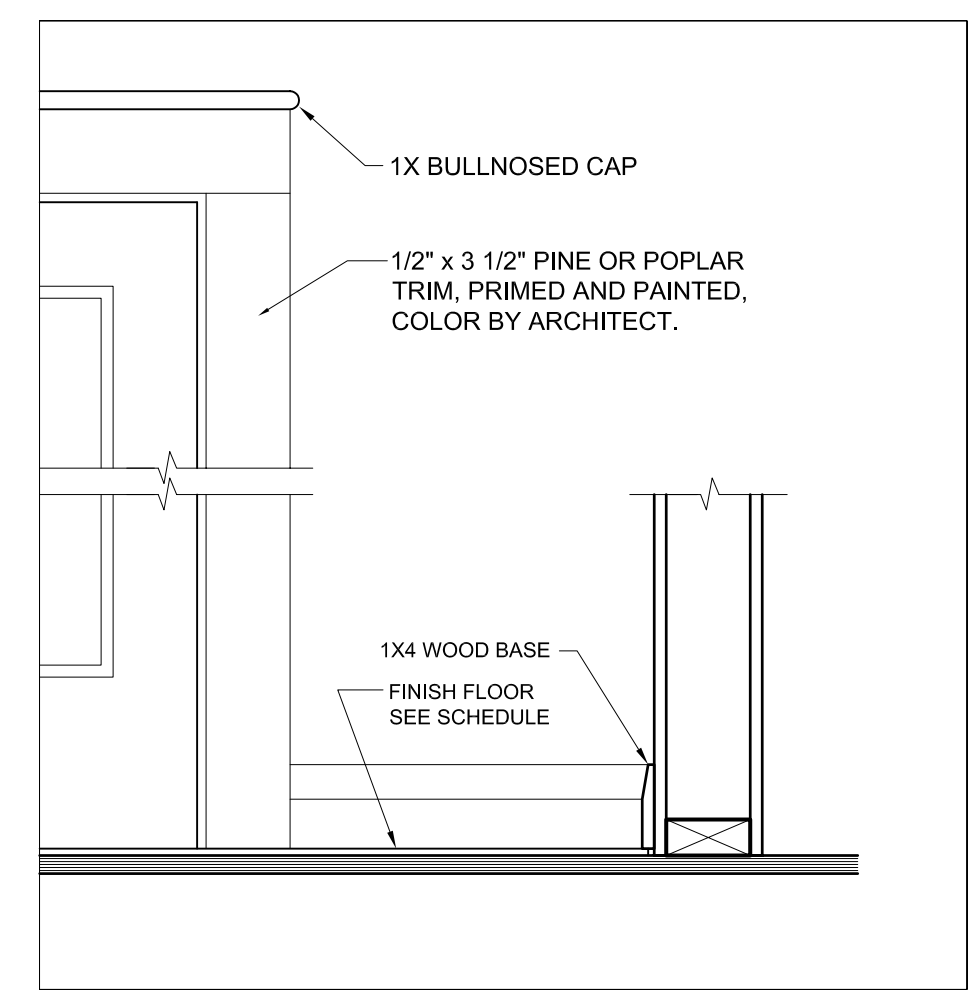 1X BULLNOSED CAP
1/2" x 3 1/2" PINE OR POPLAR
TRIM, PRIMED AND PAINTED,
COLOR BY ARCHITECT.
1X4 WOOD BASE
FINISH FLOOR
SEE SCHEDULE